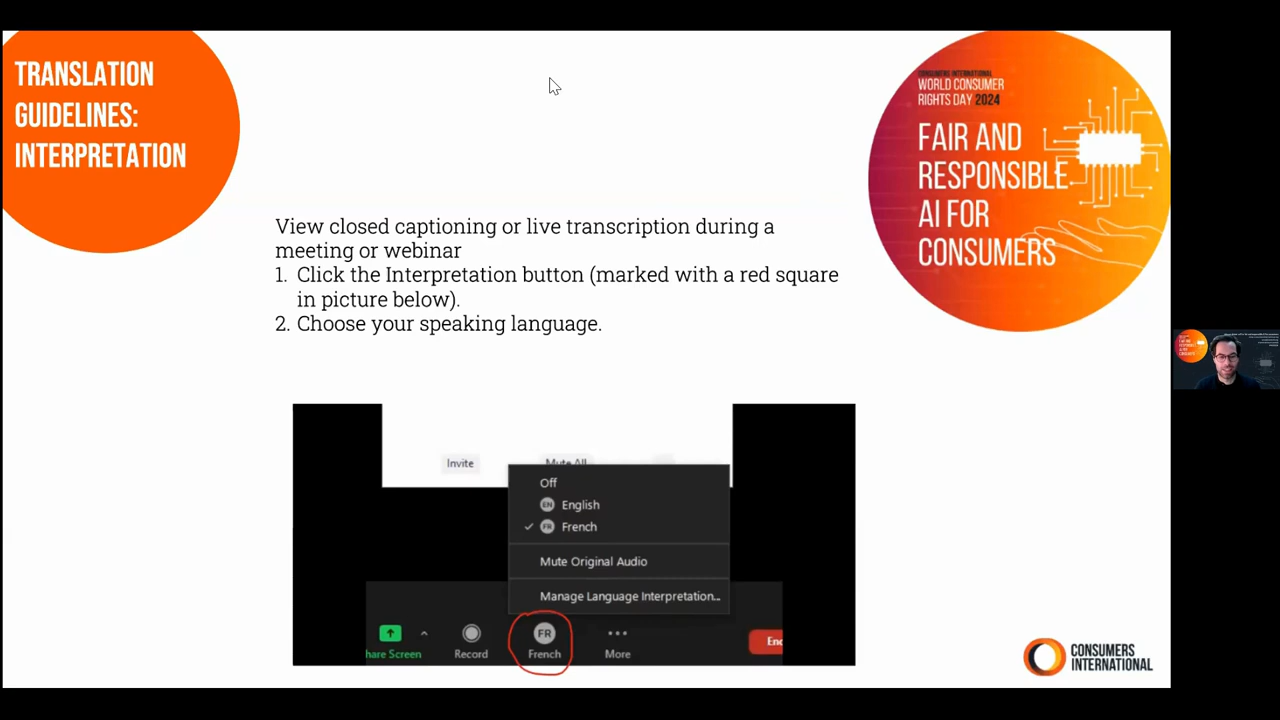 TRANSLATION
GUIDELINES:
INTERPRETATION
CONSUMERS INTERNATIONAL
WORLD CONSUMER
RIGHTS DAY 2024
FAIR AND
RESPONSIBLE
AI FOR
CONSUMERS
View closed captioning or live transcription during a
meeting or webinar
1. Click the Interpretation button (marked with a red square
in picture below).
2. Choose your speaking language.
Invite
Mute All
Off
EN English
FR French
Mute Original Audio
Manage Language Interpretation...
FR
hare Screen
Record
French
More
CONSUMERS
INTERNATIONAL